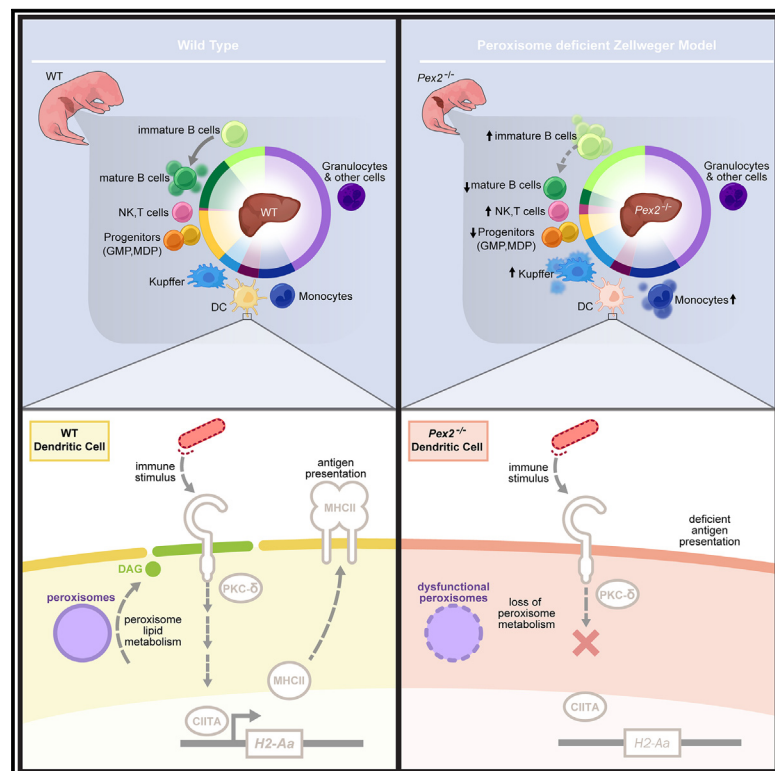 Wild Type
WT
immature B cells
mature B cells
NK,T cells
Progenitors
(GMP,MDP)
Kupffer
DC
Monocytes
Granulocytes
& other cells
WT
Peroxisome deficient Zellweger Model
Pex2⁻/⁻
↑ immature B cells
↓mature B cells
↑ NK,T cells
↓ Progenitors
(GMP,MDP)
↑ Kupffer
DC
Monocytes ↑
Granulocytes
& other cells
Pex2⁻/⁻
WT
Dendritic Cell
immune
stimulus
antigen
presentation
MHCII
DAG
PKC-δ
peroxisomes
peroxisome
lipid
metabolism
MHCII
CIITA
H2-Aa
Pex2⁻/⁻
Dendritic Cell
immune
stimulus
deficient
antigen
presentation
PKC-δ
dysfunctional
peroxisomes
loss of
peroxisome
metabolism
CIITA
H2-Aa